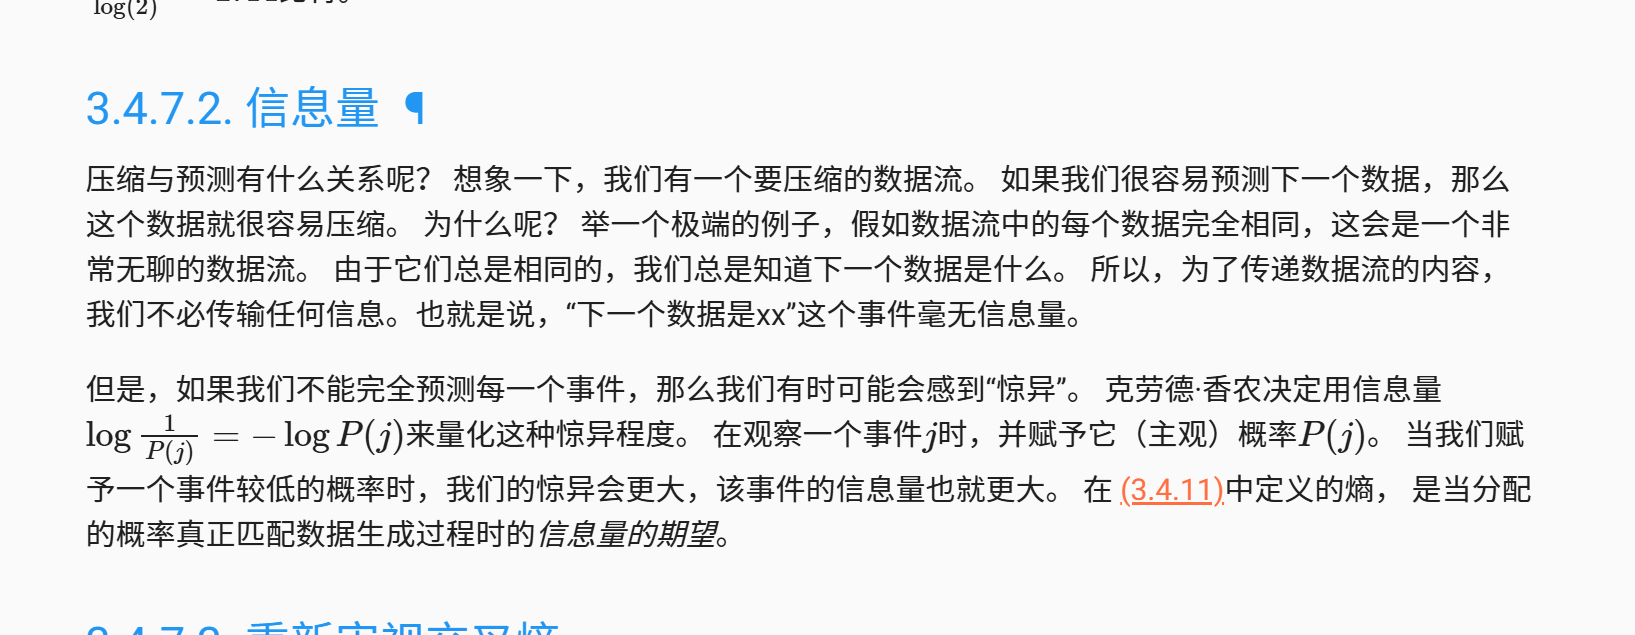 log(2)
3.4.7.2. 信息量 ¶
压缩与预测有什么关系呢？ 想象一下，我们有一个要压缩的数据流。 如果我们很容易预测下一个数据，那么
这个数据就很容易压缩。 为什么呢？ 举一个极端的例子，假如数据流中的每个数据完全相同，这会是一个非
常无聊的数据流。 由于它们总是相同的，我们总是知道下一个数据是什么。 所以，为了传递数据流的内容，
我们不必传输任何信息。也就是说，“下一个数据是xx”这个事件毫无信息量。
但是，如果我们不能完全预测每一个事件，那么我们有时可能会感到“惊异”。 克劳德·香农决定用信息量
log 1/P(j) = − log P(j)来量化这种惊异程度。 在观察一个事件j时，并赋予它（主观）概率P(j)。 当我们赋
予一个事件较低的概率时，我们的惊异会更大，该事件的信息量也就更大。 在 (3.4.11)中定义的熵， 是当分配
的概率真正匹配数据生成过程时的信息量的期望。
3.4.7.3. 重新审视交叉熵